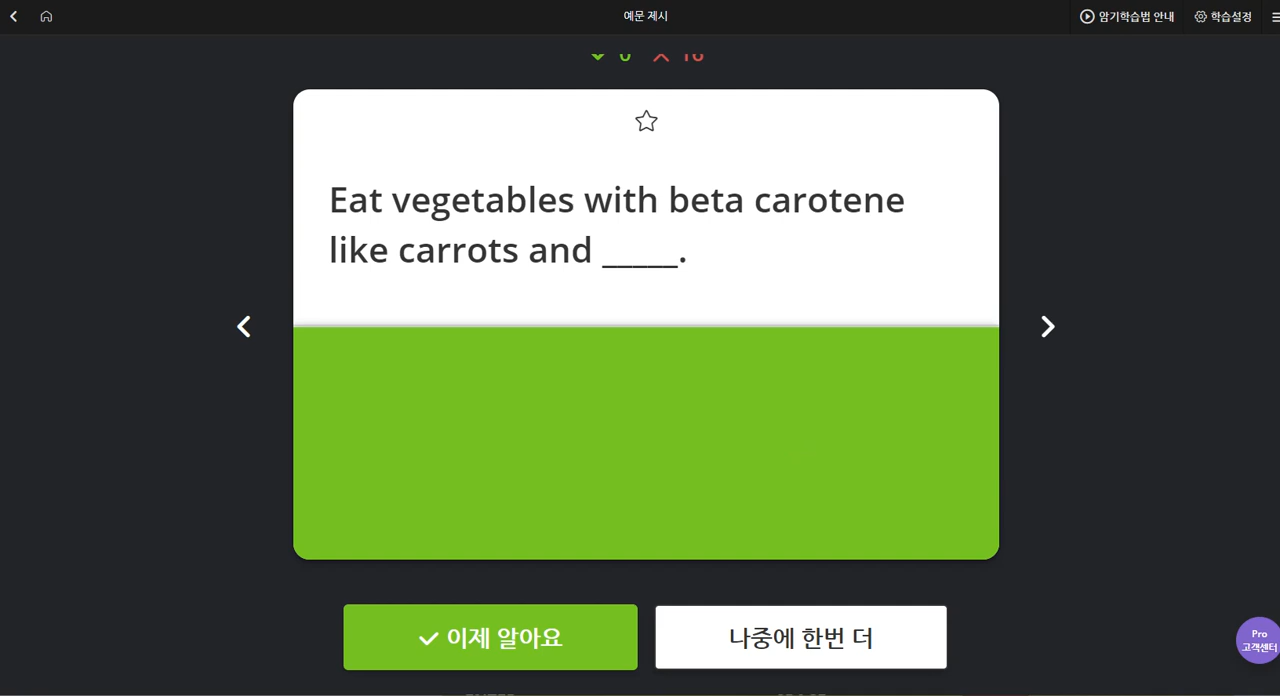 예문 제시
암기학습법 안내
학습설정
Eat vegetables with beta carotene
like carrots and _____.
이제 알아요
나중에 한번 더
Pro
고객센터